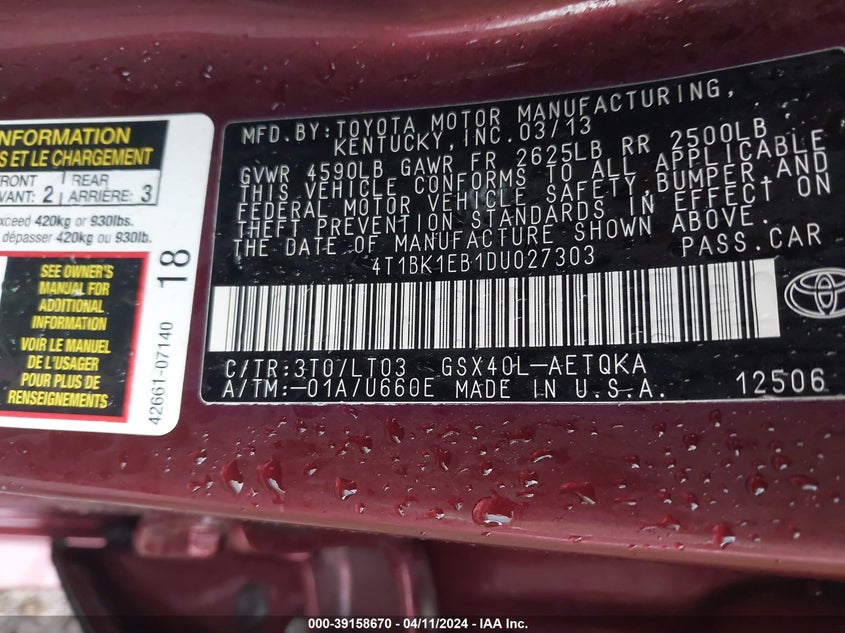 INFORMATION
S ET LE CHARGEMENT
FRONT
VANT: 2
REAR
ARRIÈRE: 3
xceed 420kg or 930lbs.
dépasser 420kg ou 930lb.
SEE OWNER'S
MANUAL FOR
ADDITIONAL
INFORMATION
VOIR LE MANUEL
DE L'USAGER
POUR PLUS DE
RENSEIGNEMENTS
42661-07140 18
MFD. BY: TOYOTA MOTOR MANUFACTURING,
KENTUCKY, INC. 03/13
GVWR 4590LB GAWR FR 2625LB RR 2500LB
THIS VEHICLE CONFORMS TO ALL APPLICABLE
FEDERAL MOTOR VEHICLE SAFETY, BUMPER, AND
THEFT PREVENTION STANDARDS IN EFFECT ON
THE DATE OF MANUFACTURE SHOWN ABOVE.
4T1BK1EB1DU027303 PASS. CAR
C/TR: 3T0/LT03 GSX40L-AETQKA
A/TM: -01A/U660E MADE IN U.S.A. 12506
000-39158670 - 04/11/2024 - IAA Inc.